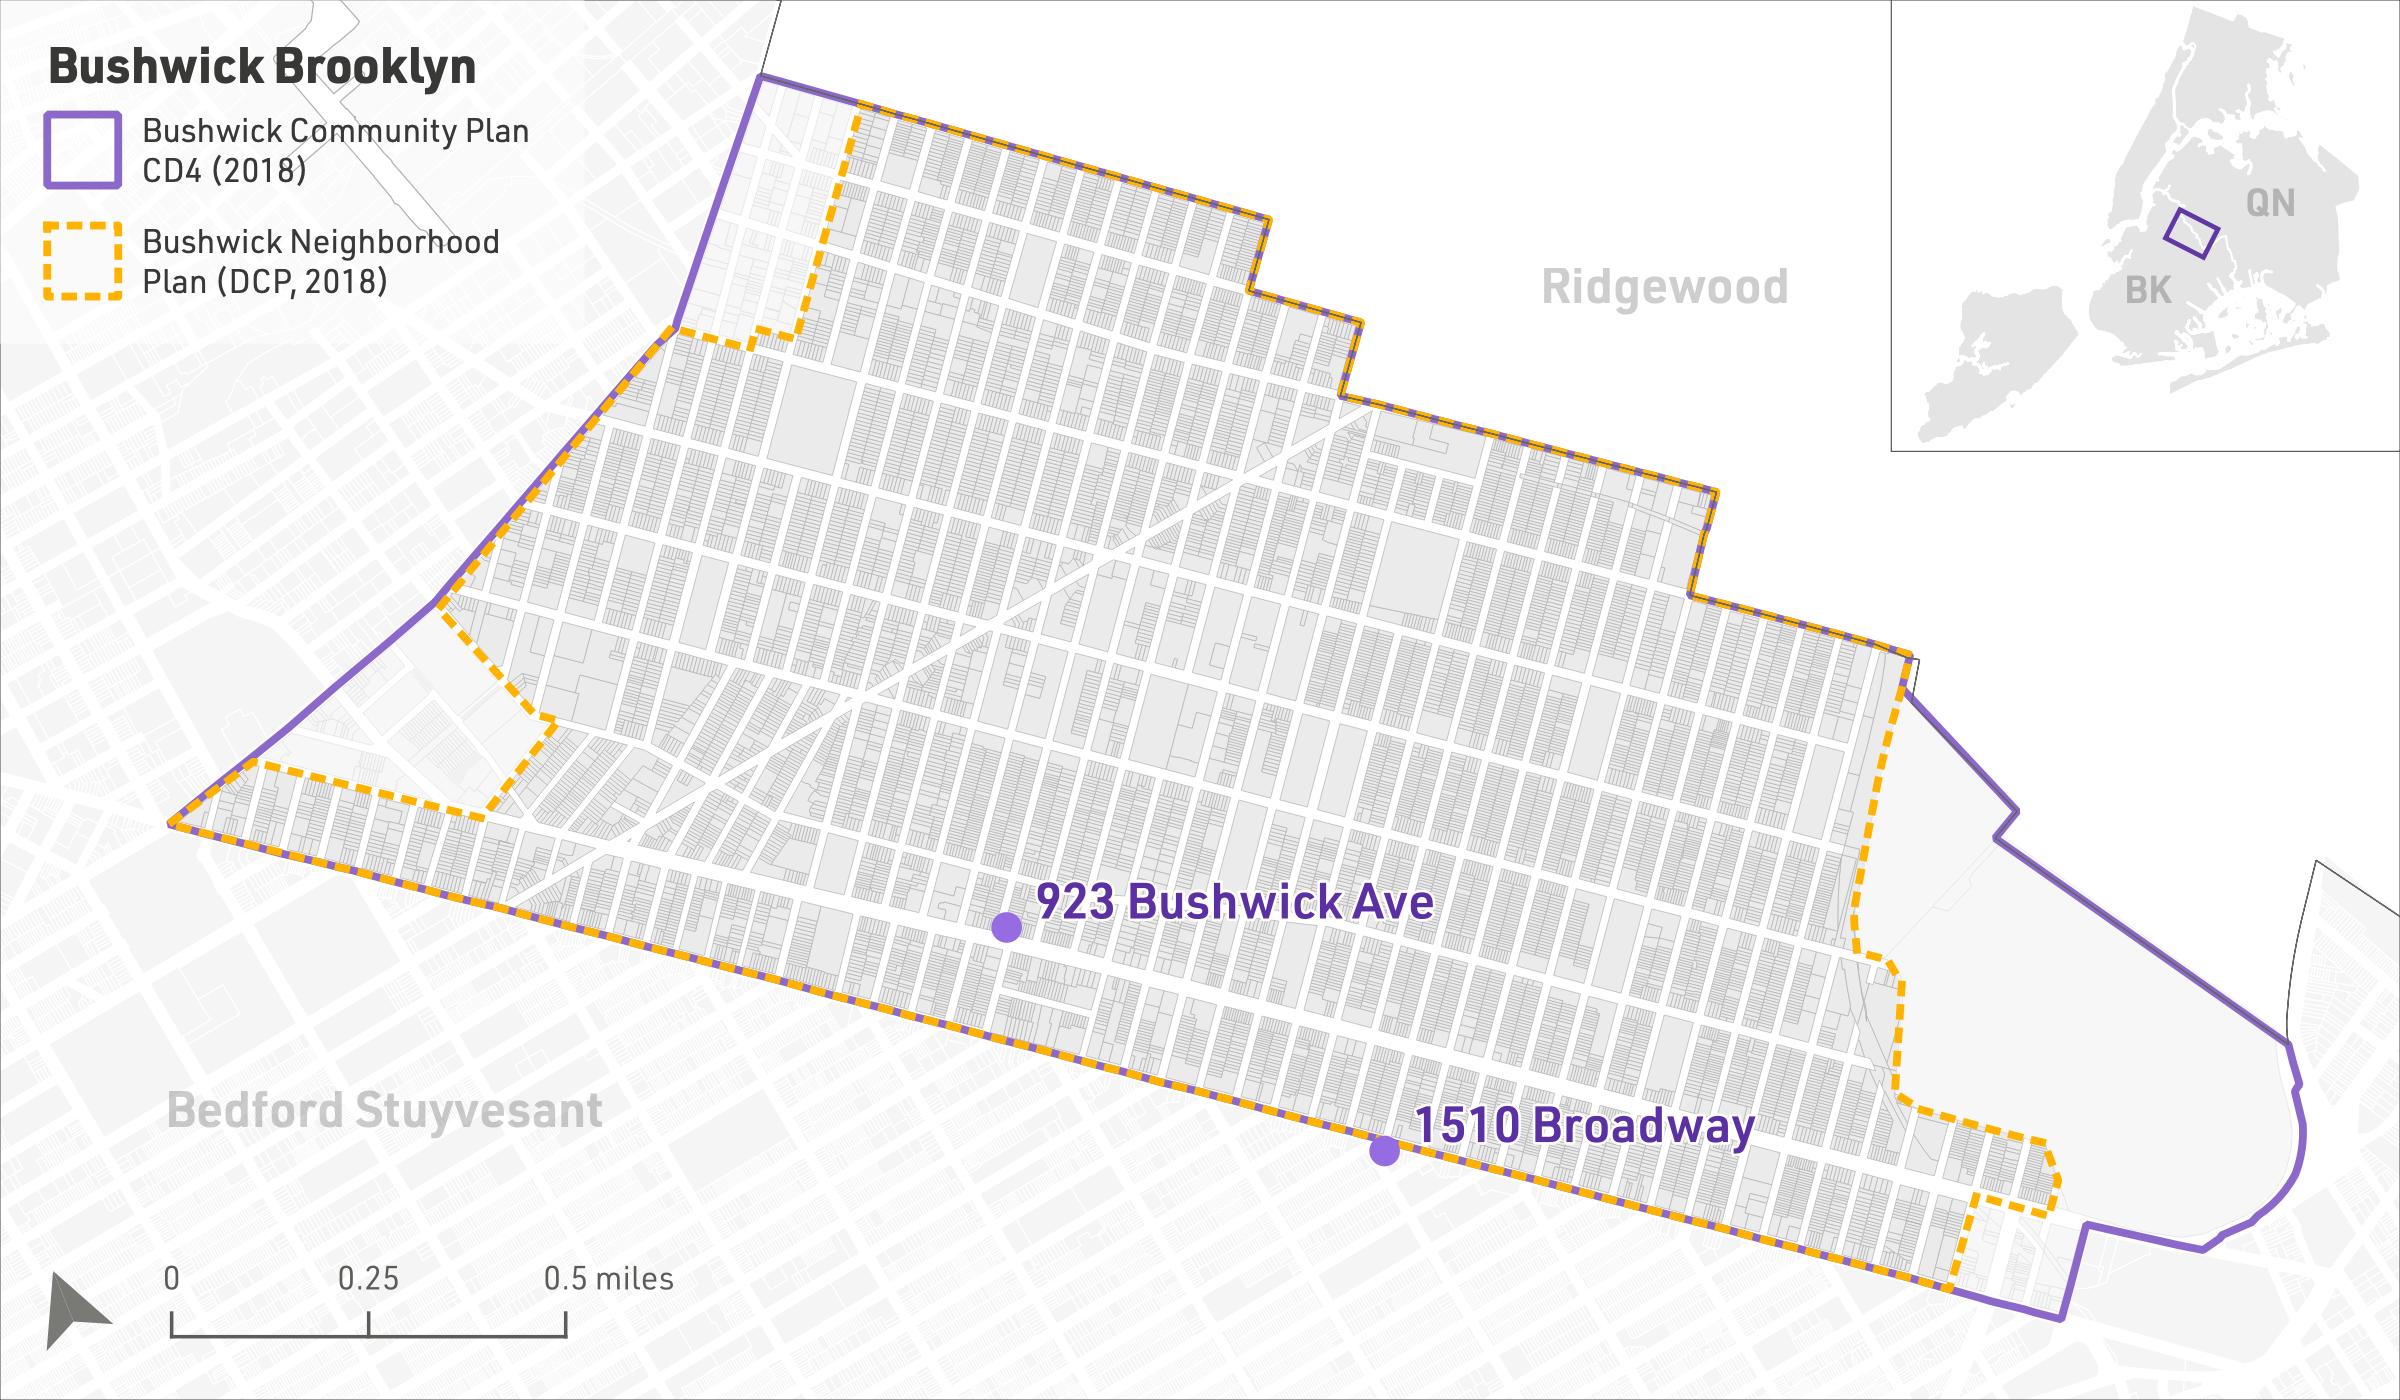 Bushwick Brooklyn
Bushwick Community Plan
CD4 (2018)
Bushwick Neighborhood
Plan (DCP, 2018)
QN
BK
Ridgewood
923 Bushwick Ave
1510 Broadway
Bedford Stuyvesant
0 0.25 0.5 miles